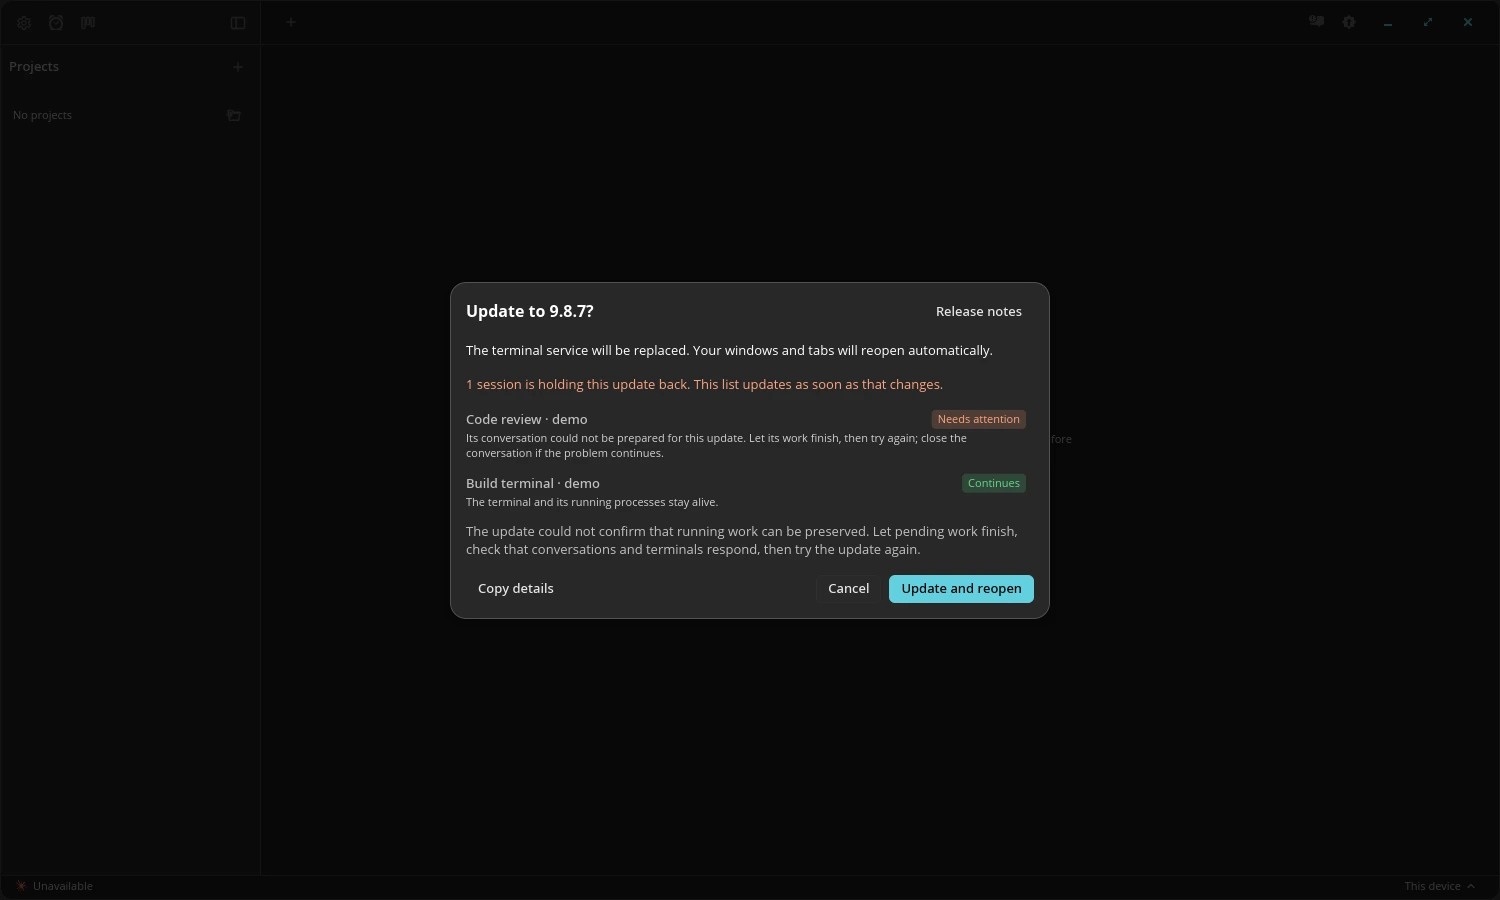 Projects
No projects
Update to 9.8.7?
Release notes
The terminal service will be replaced. Your windows and tabs will reopen automatically.
1 session is holding this update back. This list updates as soon as that changes.
Code review · demo
Needs attention
Its conversation could not be prepared for this update. Let its work finish, then try again; close the
conversation if the problem continues.
fore
Build terminal · demo
Continues
The terminal and its running processes stay alive.
The update could not confirm that running work can be preserved. Let pending work finish,
check that conversations and terminals respond, then try the update again.
Copy details
Cancel
Update and reopen
Unavailable
This device